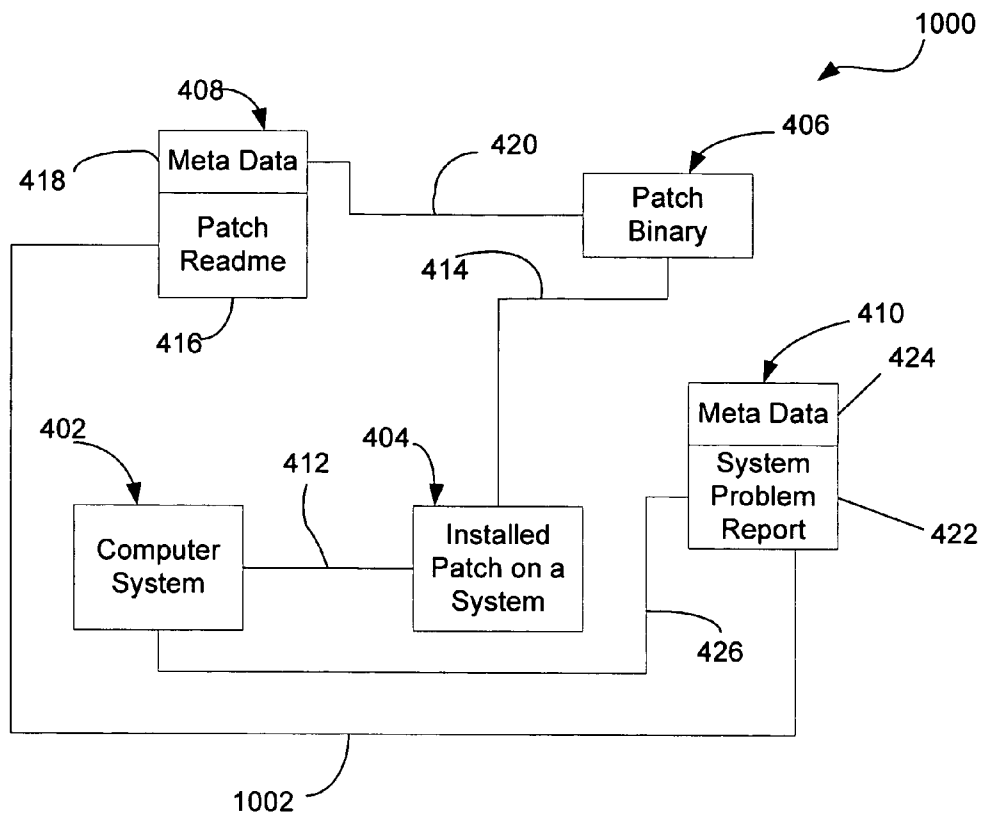 1000
408
406
420
Meta Data
418
Patch
Binary
Patch
Readme
414
416
410
424
Meta Data
402
404
412
System
Problem
Report
422
Computer
System
Installed
Patch on a
System
426
1002